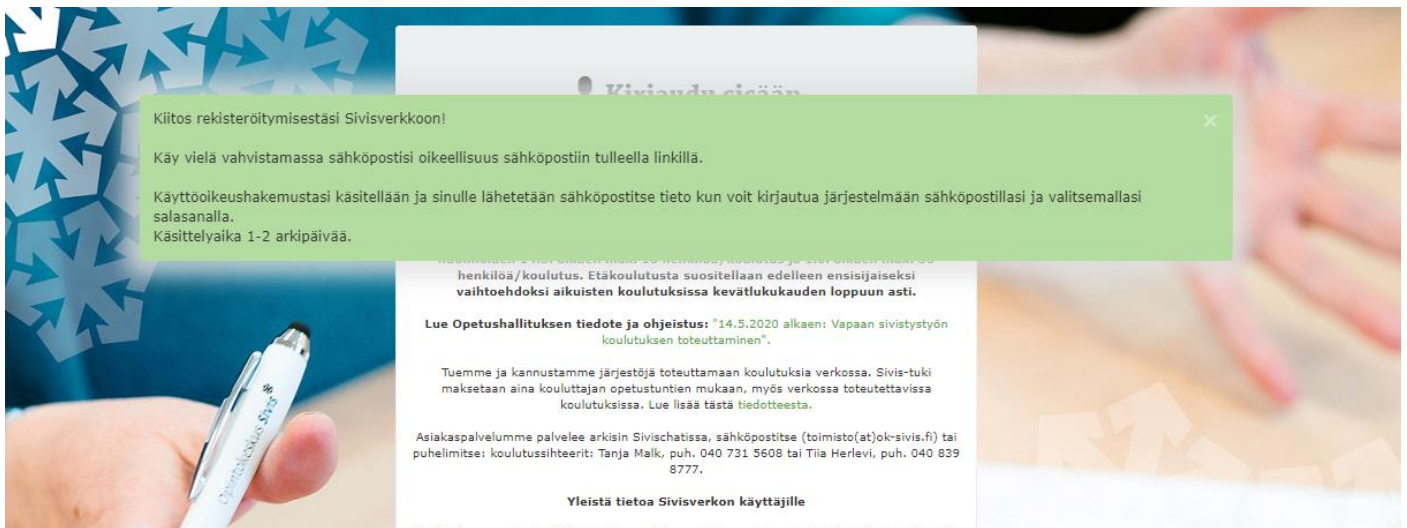 Kirjaudu sisään
Kiitos rekisteröitymisestäsi Sivisverkkoon!
×
Käy vielä vahvistamassa sähköpostisi oikeellisuus sähköpostiin tulleella linkillä.
Käyttöoikeushakemustasi käsitellään ja sinulle lähetetään sähköpostitse tieto kun voit kirjautua järjestelmään sähköpostillasi ja valitsemallasi
salasanalla.
Käsittelyaika 1-2 arkipäivää.
henkilöä/koulutus. Etäkoulutusta suositellaan edelleen ensisijaiseksi
vaihtoehdoksi aikuisten koulutuksissa kevätlukukauden loppuun asti.
Lue Opetushallituksen tiedote ja ohjeistus: "14.5.2020 alkaen: Vapaan sivistystyön
koulutuksen toteuttaminen".
Tuemme ja kannustamme järjestöjä toteuttamaan koulutuksia verkossa. Sivis-tuki
maksetaan aina kouluttajan opetustuntien mukaan, myös verkossa toteutettavissa
koulutuksissa. Lue lisää tästä tiedotteesta.
Asiakaspalvelumme palvelee arkisin Sivischatissa, sähköpostitse (toimisto(at)ok-sivis.fi) tai
puhelimitse: koulutussihteerit: Tanja Malk, puh. 040 731 5608 tai Tiia Herlevi, puh. 040 839
8777.
Yleistä tietoa Sivisverkon käyttäjille
Opintokeskus Sivis